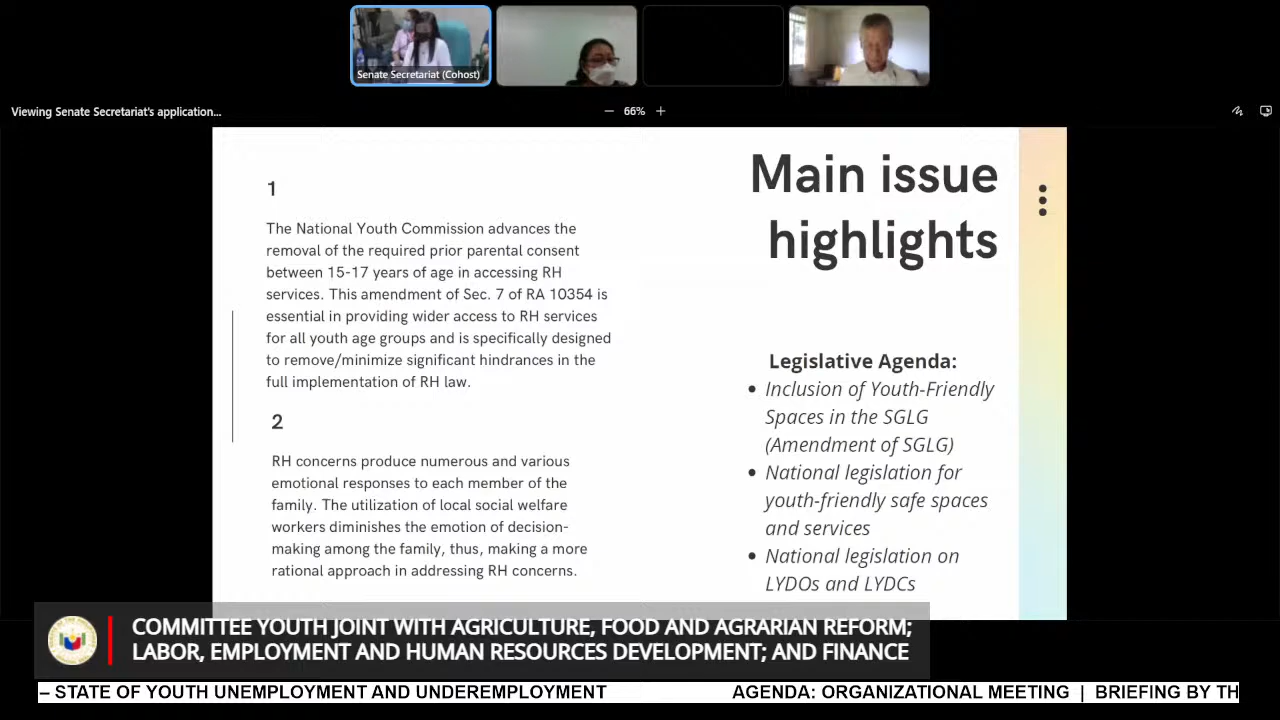 Senate Secretariat (Cohost)
Viewing Senate Secretariat's application...
66%
Main issue
highlights
1
The National Youth Commission advances the
removal of the required prior parental consent
between 15-17 years of age in accessing RH
services. This amendment of Sec. 7 of RA 10354 is
essential in providing wider access to RH services
for all youth age groups and is specifically designed
to remove/minimize significant hindrances in the
full implementation of RH law.
2
RH concerns produce numerous and various
emotional responses to each member of the
family. The utilization of local social welfare
workers diminishes the emotion of decision-
making among the family, thus, making a more
rational approach in addressing RH concerns.
Legislative Agenda:
• Inclusion of Youth-Friendly
Spaces in the SGLG
(Amendment of SGLG)
• National legislation for
youth-friendly safe spaces
and services
• National legislation on
LYDOs and LYDCs
COMMITTEE YOUTH JOINT WITH AGRICULTURE, FOOD AND AGRARIAN REFORM;
LABOR, EMPLOYMENT AND HUMAN RESOURCES DEVELOPMENT; AND FINANCE
– STATE OF YOUTH UNEMPLOYMENT AND UNDEREMPLOYMENT AGENDA: ORGANIZATIONAL MEETING | BRIEFING BY TH